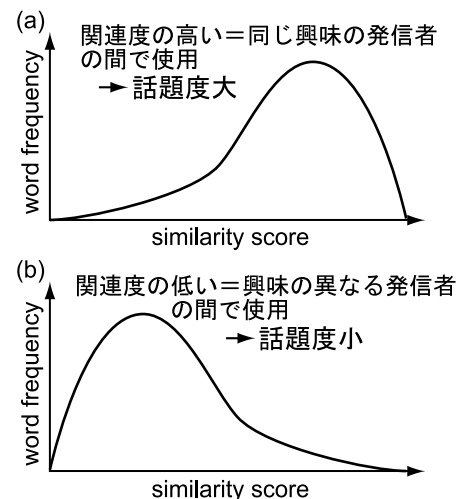 (a)
関連度の高い＝同じ興味の発信者
の間で使用
→ 話題度大
word frequency
similarity score
(b)
関連度の低い＝興味の異なる発信者
の間で使用
→ 話題度小
word frequency
similarity score